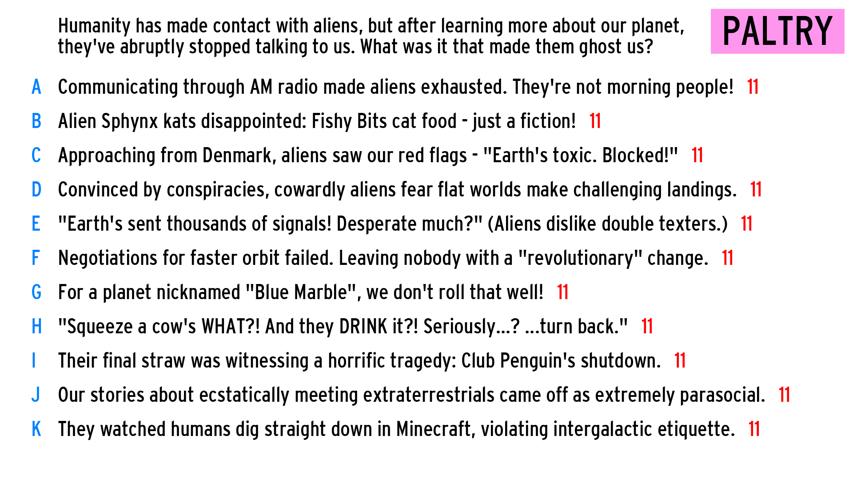 Humanity has made contact with aliens, but after learning more about our planet,
they've abruptly stopped talking to us. What was it that made them ghost us?
PALTRY
A Communicating through AM radio made aliens exhausted. They're not morning people! 11
B Alien Sphynx kats disappointed: Fishy Bits cat food - just a fiction! 11
C Approaching from Denmark, aliens saw our red flags - "Earth's toxic. Blocked!" 11
D Convinced by conspiracies, cowardly aliens fear flat worlds make challenging landings. 11
E "Earth's sent thousands of signals! Desperate much?" (Aliens dislike double texters.) 11
F Negotiations for faster orbit failed. Leaving nobody with a "revolutionary" change. 11
G For a planet nicknamed "Blue Marble", we don't roll that well! 11
H "Squeeze a cow's WHAT?! And they DRINK it?! Seriously...? ...turn back." 11
I Their final straw was witnessing a horrific tragedy: Club Penguin's shutdown. 11
J Our stories about ecstatically meeting extraterrestrials came off as extremely parasocial. 11
K They watched humans dig straight down in Minecraft, violating intergalactic etiquette. 11